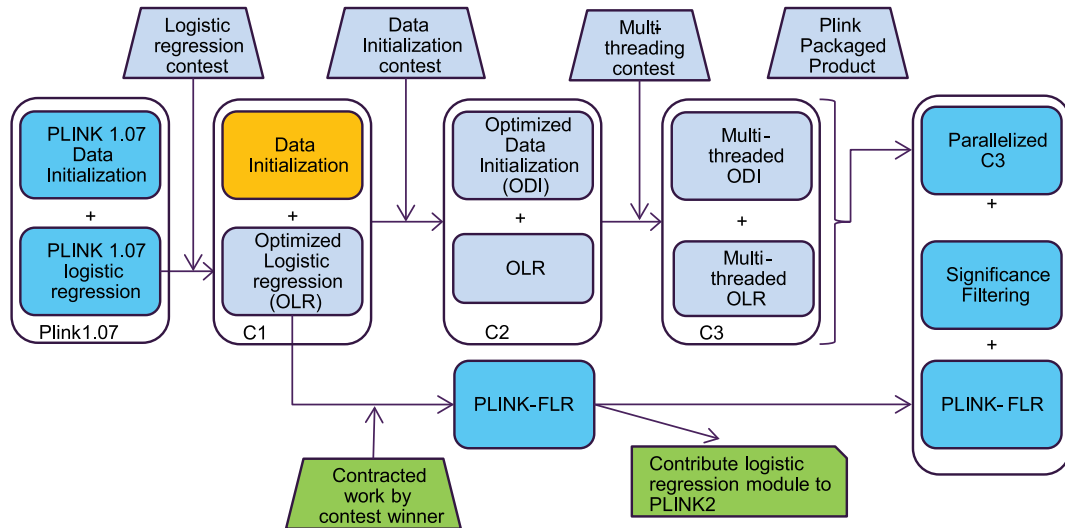 Logistic
regression
contest
Data
Initialization
contest
Multi-
threading
contest
Plink
Packaged
Product
PLINK 1.07
Data
Initialization
+
PLINK 1.07
logistic
regression
Plink1.07
Data
Initialization
+
Optimized
Logistic
regression
(OLR)
C1
Optimized
Data
Initialization
(ODI)
+
OLR
C2
Multi-
threaded
ODI
+
Multi-
threaded
OLR
C3
Parallelized
C3
+
Significance
Filtering
+
PLINK-FLR
PLINK-FLR
Contracted
work by
contest winner
Contribute logistic
regression module to
PLINK2